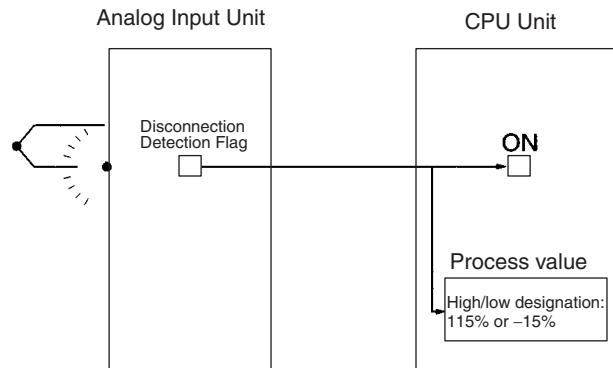 Analog Input Unit
CPU Unit
Disconnection
Detection Flag
ON
Process value
High/low designation:
115% or −15%